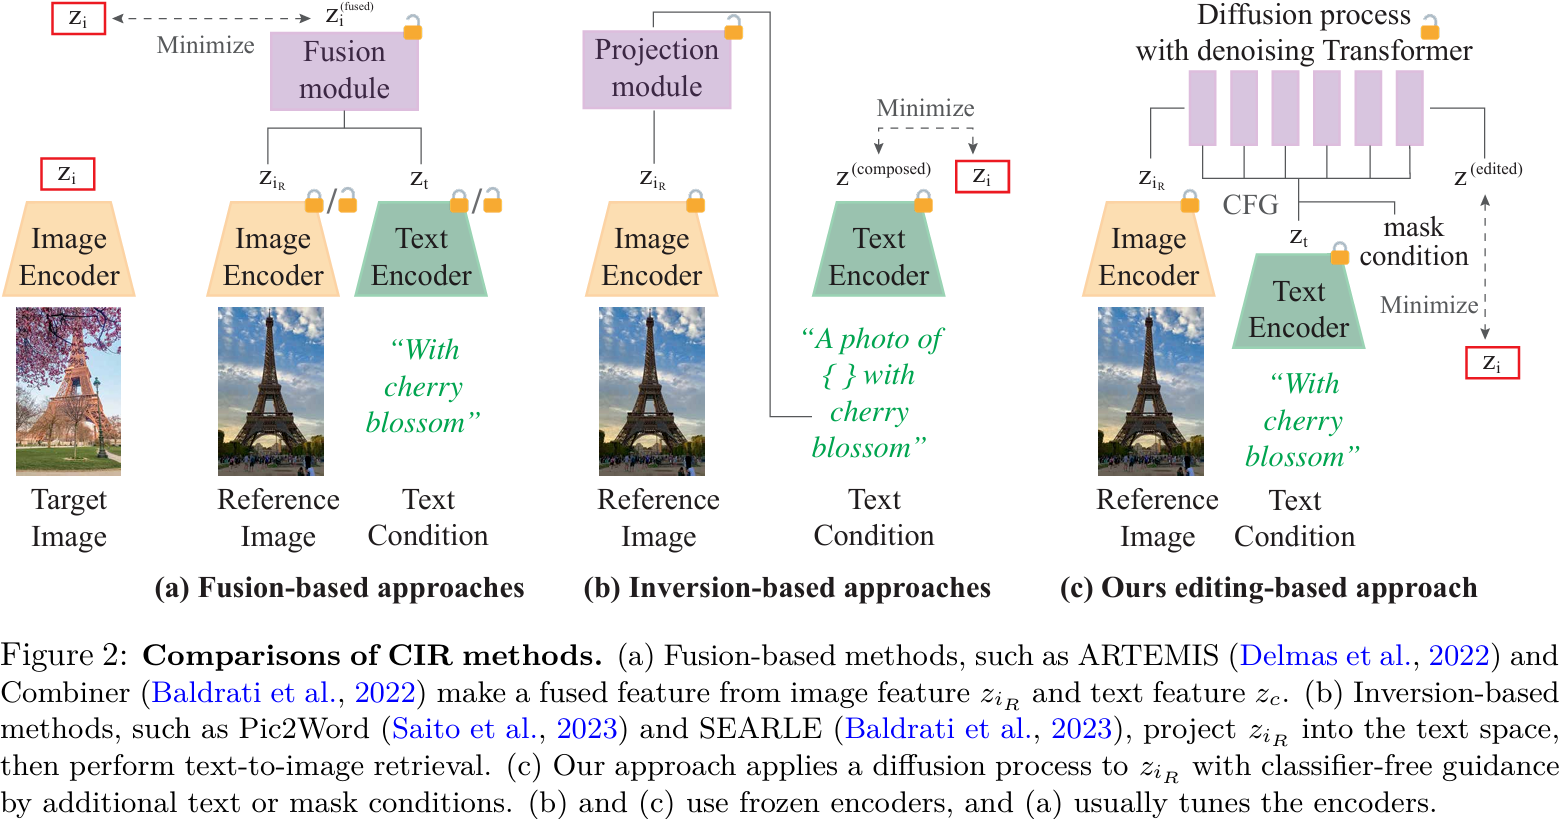 z_i
Minimize
z_i^(fused)
Fusion
module
z_i
z_{i_R}
z_t
/
/
Image
Encoder
Image
Encoder
Text
Encoder
“With
cherry
blossom”
Target
Image
Reference
Image
Text
Condition
(a) Fusion-based approaches
Projection
module
z_{i_R}
Minimize
z^(composed)
z_i
Image
Encoder
Text
Encoder
“A photo of
{ } with
cherry
blossom”
Reference
Image
Text
Condition
(b) Inversion-based approaches
Diffusion process
with denoising Transformer
z_{i_R}
CFG
z^(edited)
z_t
mask
condition
Image
Encoder
Text
Encoder
Minimize
z_i
“With
cherry
blossom”
Reference
Image
Text
Condition
(c) Ours editing-based approach
Figure 2: Comparisons of CIR methods. (a) Fusion-based methods, such as ARTEMIS (Delmas et al., 2022) and
Combiner (Baldrati et al., 2022) make a fused feature from image feature z_{i_R} and text feature z_c. (b) Inversion-based
methods, such as Pic2Word (Saito et al., 2023) and SEARLE (Baldrati et al., 2023), project z_{i_R} into the text space,
then perform text-to-image retrieval. (c) Our approach applies a diffusion process to z_{i_R} with classifier-free guidance
by additional text or mask conditions. (b) and (c) use frozen encoders, and (a) usually tunes the encoders.